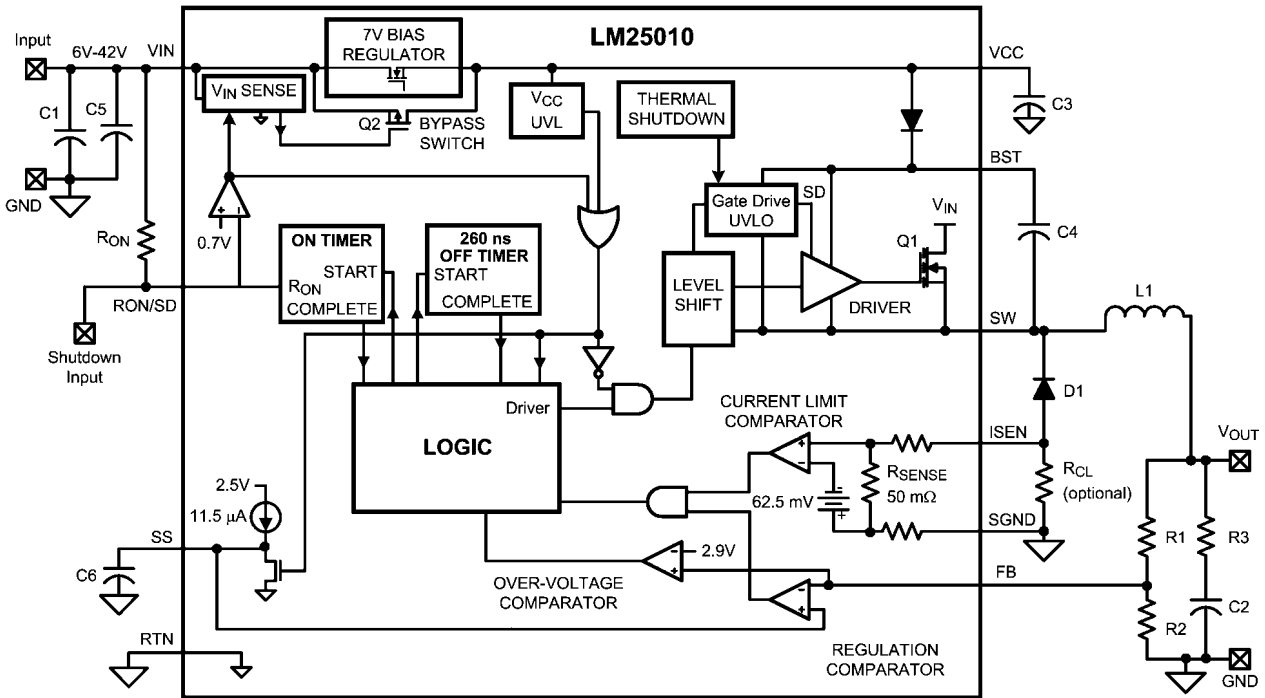 LM25010
Input
6V-42V
VIN
7V BIAS
REGULATOR
VCC
VIN SENSE
C1
C5
Q2
BYPASS
SWITCH
VCC
UVL
THERMAL
SHUTDOWN
C3
GND
BST
0.7V
RON
ON TIMER
START
RON
COMPLETE
260 ns
OFF TIMER
START
COMPLETE
Gate Drive
UVLO
SD
VIN
Q1
C4
LEVEL
SHIFT
DRIVER
L1
RON/SD
SW
Shutdown
Input
Driver
LOGIC
CURRENT LIMIT
COMPARATOR
D1
ISEN
VOUT
+
-
RSENSE
50 mΩ
62.5 mV
-
+
RCL
(optional)
SGND
2.5V
11.5 µA
SS
C6
2.9V
-
+
OVER-VOLTAGE
COMPARATOR
R1
R3
FB
-
+
R2
C2
RTN
REGULATION
COMPARATOR
GND